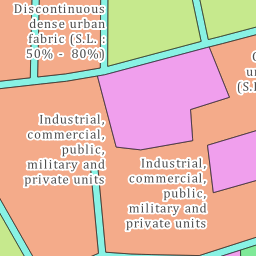 Discontinuous
dense urban
fabric (S.L. :
50% - 80%)
Industrial,
commercial,
public,
military and
private units
Industrial,
commercial,
public,
military and
private units
(S.L